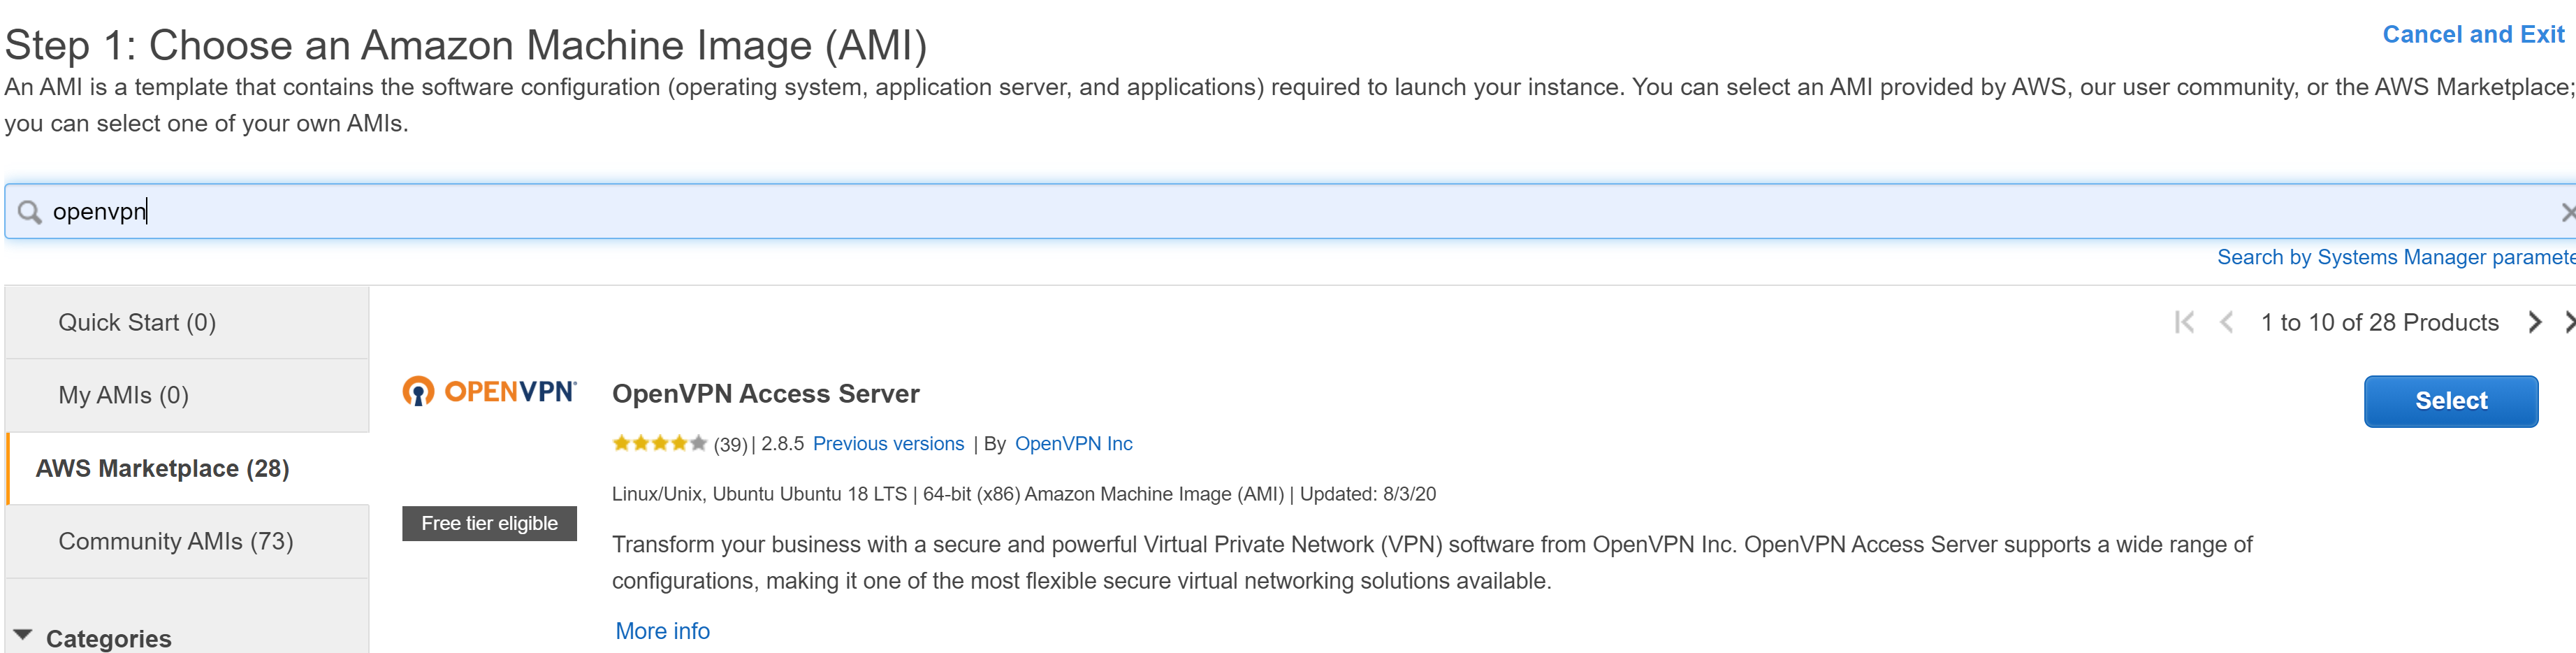 Step 1: Choose an Amazon Machine Image (AMI)
Cancel and Exit
An AMI is a template that contains the software configuration (operating system, application server, and applications) required to launch your instance. You can select an AMI provided by AWS, our user community, or the AWS Marketplace;
you can select one of your own AMIs.
openvpn
Search by Systems Manager paramete
Quick Start (0)
My AMIs (0)
AWS Marketplace (28)
Community AMIs (73)
Categories
1 to 10 of 28 Products
OPENVPN
OpenVPN Access Server
Select
(39) | 2.8.5 Previous versions | By OpenVPN Inc
Linux/Unix, Ubuntu Ubuntu 18 LTS | 64-bit (x86) Amazon Machine Image (AMI) | Updated: 8/3/20
Free tier eligible
Transform your business with a secure and powerful Virtual Private Network (VPN) software from OpenVPN Inc. OpenVPN Access Server supports a wide range of
configurations, making it one of the most flexible secure virtual networking solutions available.
More info